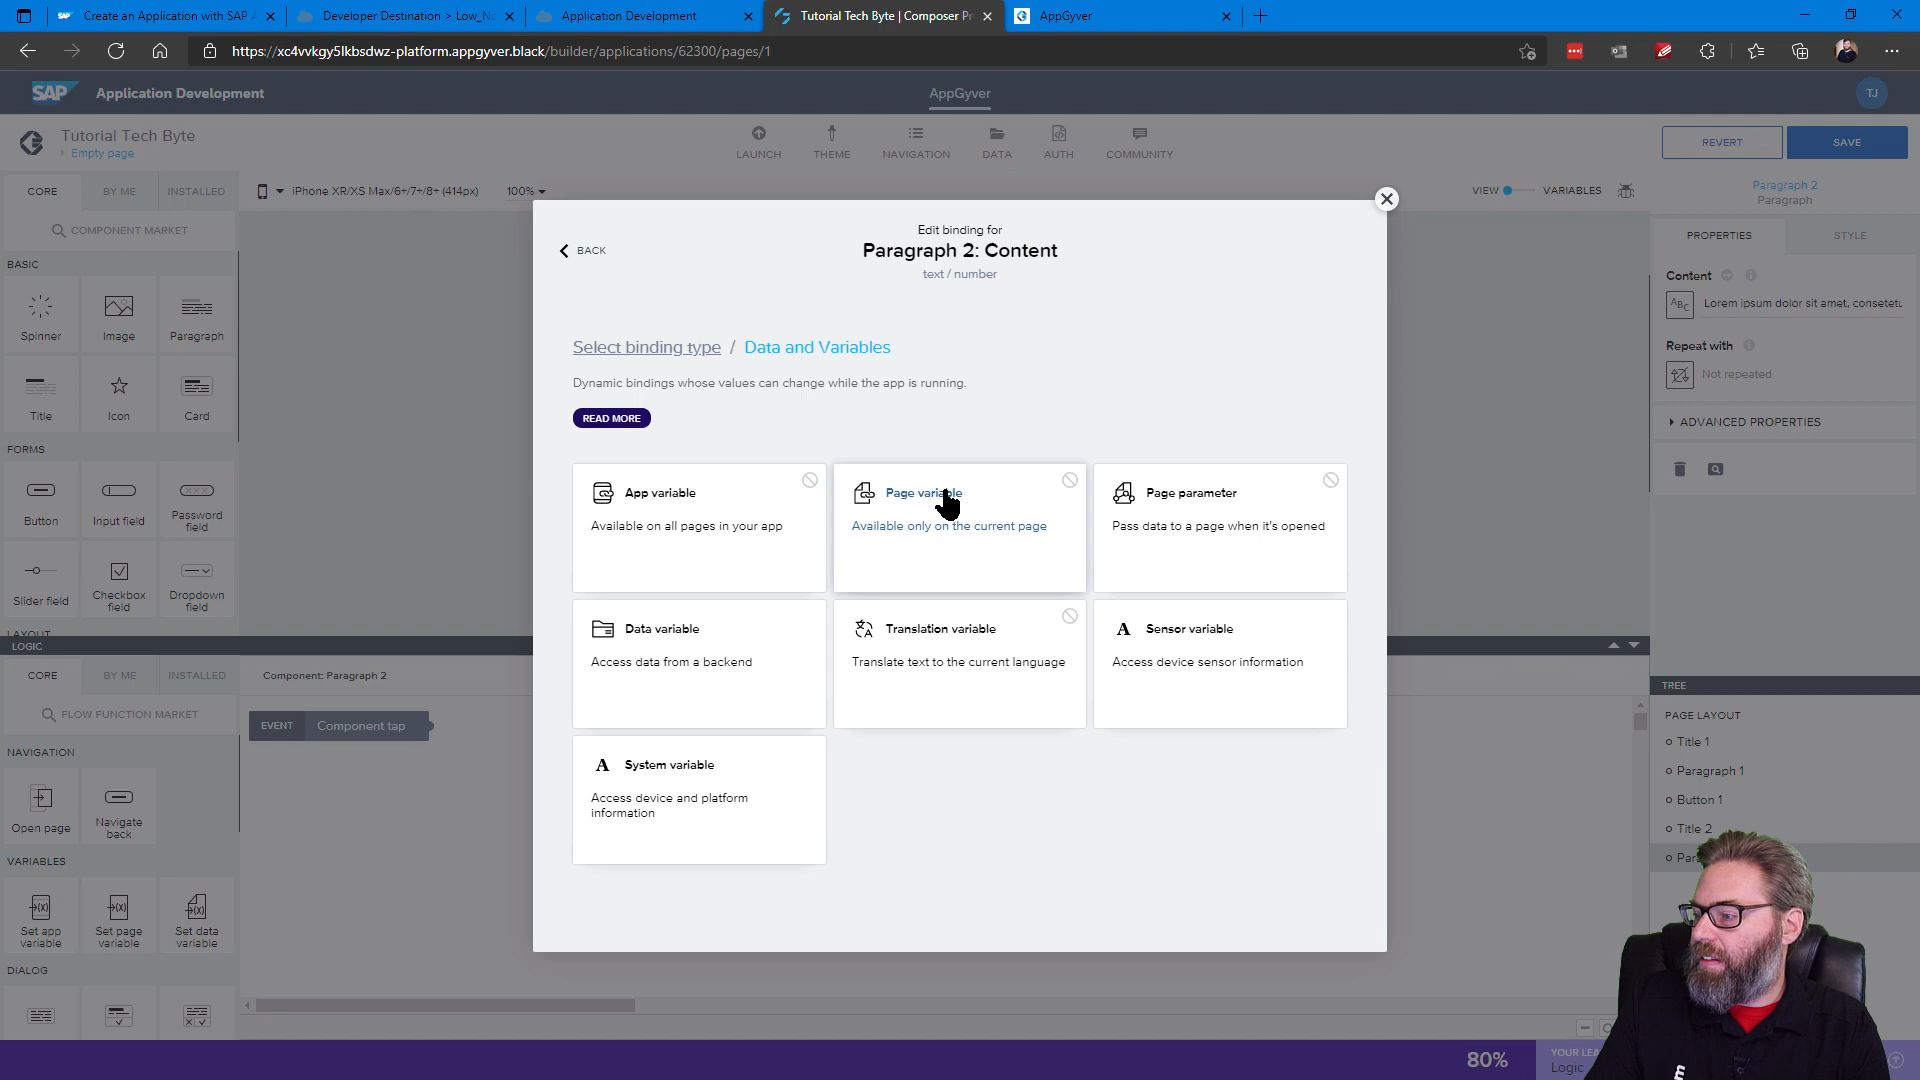 Create an Application with SAP A
Developer Destination > Low_No
Application Development
Tutorial Tech Byte | Composer Pr
AppGyver
https://xc4vvkgy5lkbsdwz-platform.appgyver.black/builder/applications/62300/pages/1
SAP
Application Development
AppGyver
TJ
Tutorial Tech Byte
Empty page
LAUNCH
THEME
NAVIGATION
DATA
AUTH
COMMUNITY
REVERT
SAVE
CORE
BY ME
INSTALLED
iPhone XR/XS Max/6+/7+/8+ (414px)
100%
VIEW
VARIABLES
Paragraph 2
Paragraph
COMPONENT MARKET
BASIC
Spinner
Image
Paragraph
Title
Icon
Card
FORMS
Button
Input field
Password
field
Slider field
Checkbox
field
Dropdown
field
LAYOUT
BACK
Edit binding for
Paragraph 2: Content
text / number
Select binding type / Data and Variables
Dynamic bindings whose values can change while the app is running.
READ MORE
App variable
Available on all pages in your app
Page variable
Available only on the current page
Page parameter
Pass data to a page when it's opened
Data variable
Access data from a backend
Translation variable
Translate text to the current language
A Sensor variable
Access device sensor information
A System variable
Access device and platform
information
PROPERTIES
STYLE
Content
ABC
Lorem ipsum dolor sit amet, consetetu
Repeat with
Not repeated
ADVANCED PROPERTIES
LOGIC
CORE
BY ME
INSTALLED
Component: Paragraph 2
FLOW FUNCTION MARKET
EVENT
Component tap
NAVIGATION
Open page
Navigate
back
VARIABLES
Set app
variable
Set page
variable
Set data
variable
DIALOG
TREE
PAGE LAYOUT
Title 1
Paragraph 1
Button 1
Title 2
80%
YOUR LEA
Logic